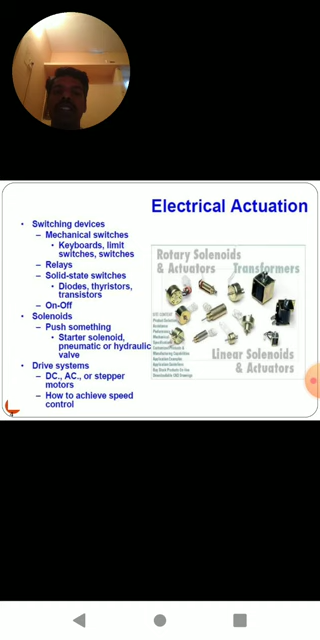 Electrical Actuation
• Switching devices
– Mechanical switches
• Keyboards, limit
switches, switches
– Relays
– Solid-state switches
• Diodes, thyristors,
transistors
– On-Off
• Solenoids
– Push something
• Starter solenoid,
pneumatic or hydraulic
valve
• Drive systems
– DC, AC, or stepper
motors
– How to achieve speed
control
Rotary Solenoids
& Actuators
Transformers
Linear Solenoids
& Actuators